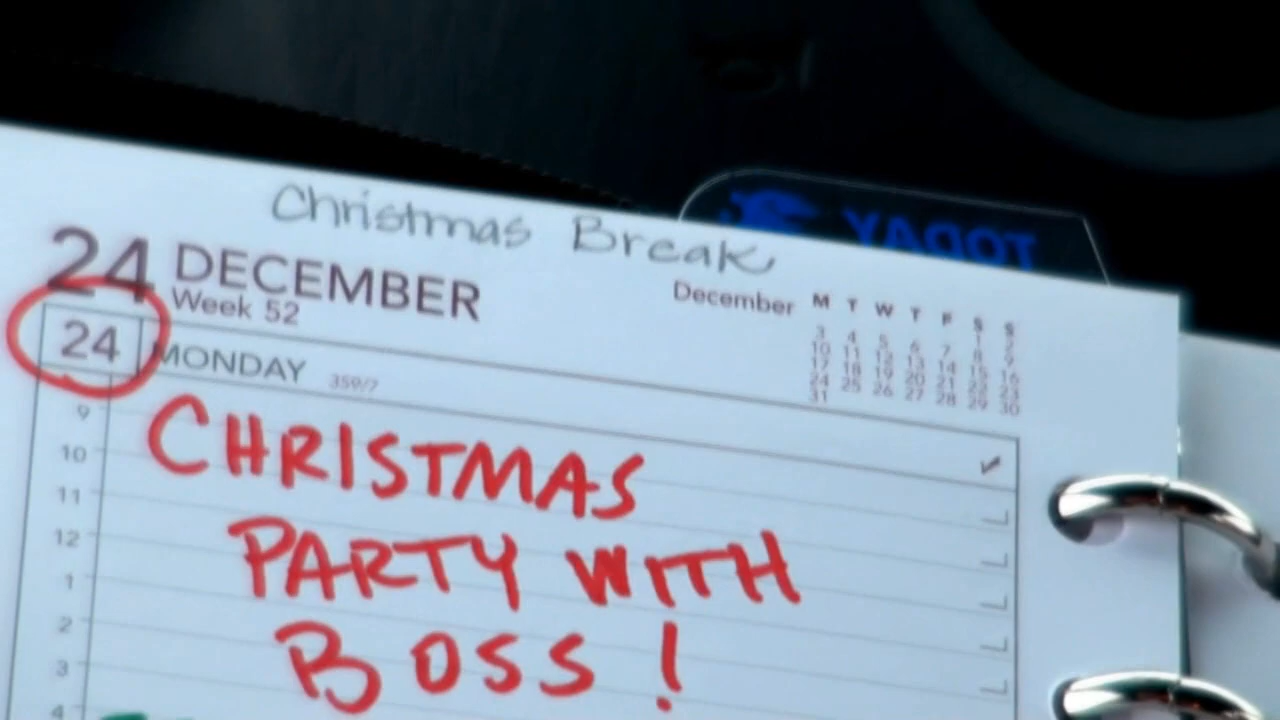 Christmas Break
TODAY
24 DECEMBER
Week 52
24 MONDAY 359/7
December M T W T F S S
1 2
3 4 5 6 7 8 9
10 11 12 13 14 15 16
17 18 19 20 21 22 23
24 25 26 27 28 29 30
31
9
CHRISTMAS
10
11
PARTY WITH
12
1
BOSS!
2
3
4